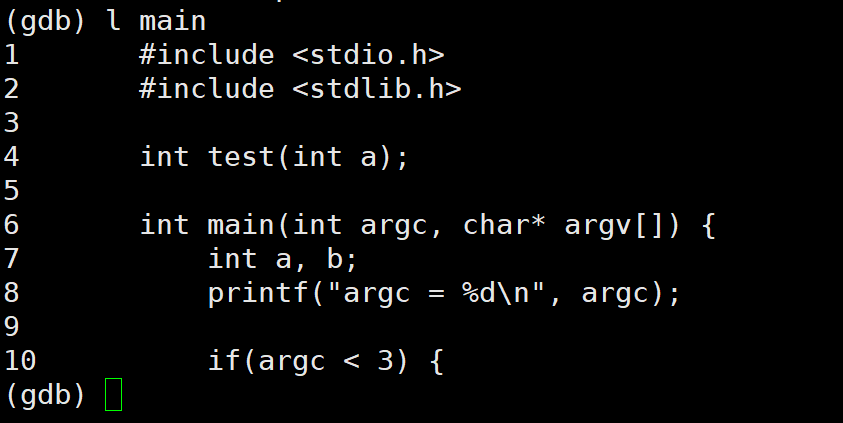 (gdb) l main
1       #include <stdio.h>
2       #include <stdlib.h>
3
4       int test(int a);
5
6       int main(int argc, char* argv[]) {
7           int a, b;
8           printf("argc = %d\n", argc);
9
10          if(argc < 3) {
(gdb)